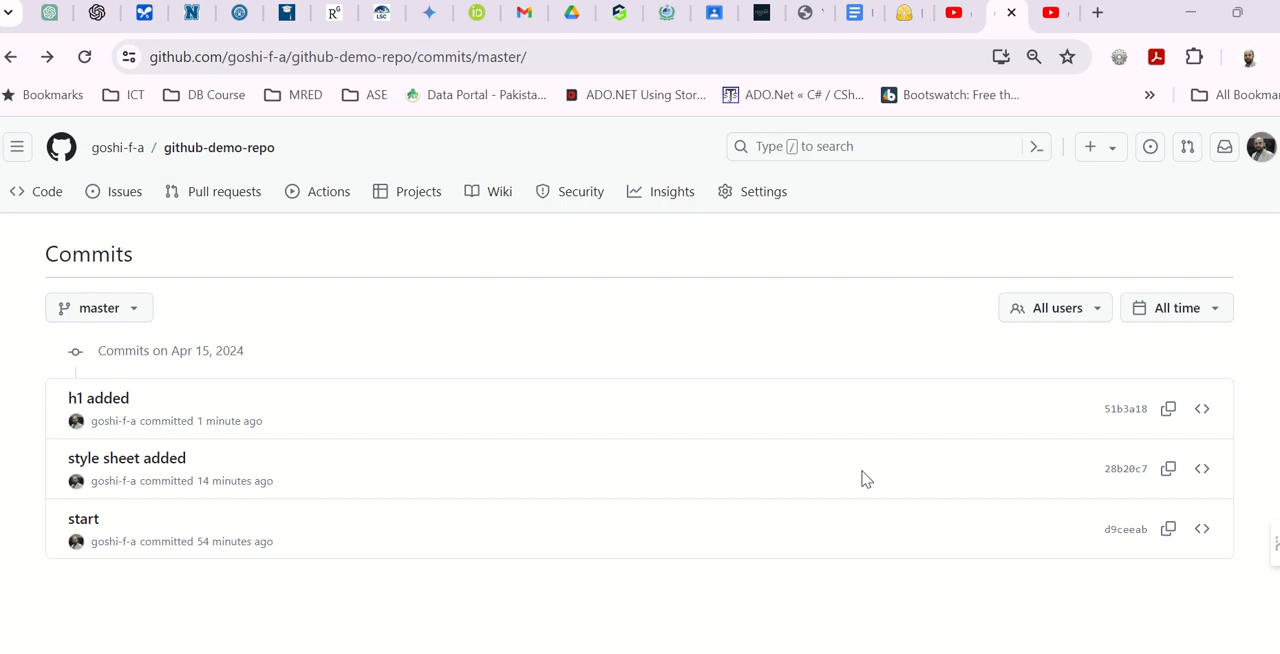 github.com/goshi-f-a/github-demo-repo/commits/master/
Bookmarks ICT DB Course MRED ASE Data Portal - Pakista... ADO.NET Using Stor... ADO.Net « C# / CSh... Bootswatch: Free th... » All Bookmar
goshi-f-a / github-demo-repo Type / to search
Code Issues Pull requests Actions Projects Wiki Security Insights Settings
Commits
master All users All time
Commits on Apr 15, 2024
h1 added
goshi-f-a committed 1 minute ago 51b3a18
style sheet added
goshi-f-a committed 14 minutes ago 28b20c7
start
goshi-f-a committed 54 minutes ago d9ceeab